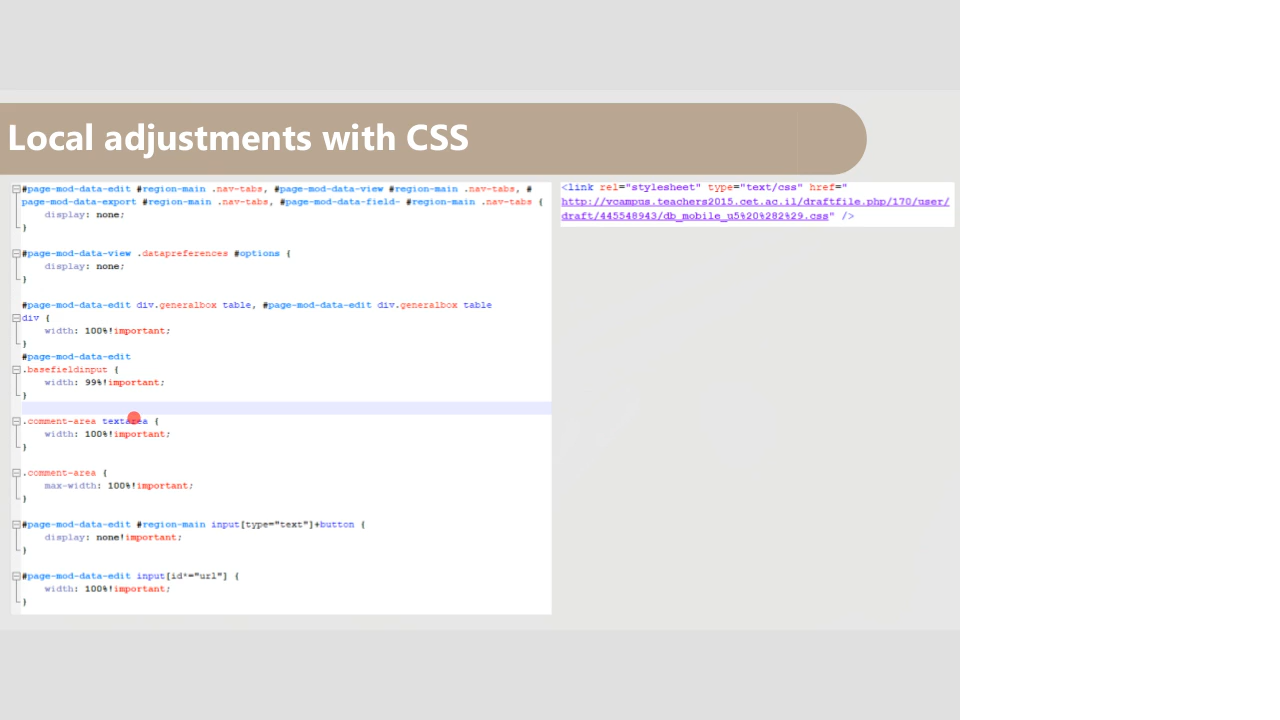 Local adjustments with CSS
#page-mod-data-edit #region-main .nav-tabs, #page-mod-data-view #region-main .nav-tabs, #
page-mod-data-export #region-main .nav-tabs, #page-mod-data-field- #region-main .nav-tabs {
display: none;
}
#page-mod-data-view .datapreferences #options {
display: none;
}
#page-mod-data-edit div.generalbox table, #page-mod-data-edit div.generalbox table
div {
width: 100%!important;
}
#page-mod-data-edit
.basefieldinput {
width: 99%!important;
}
.comment-area textarea {
width: 100%!important;
}
.comment-area {
max-width: 100%!important;
}
#page-mod-data-edit #region-main input[type="text"]+button {
display: none!important;
}
#page-mod-data-edit input[id*="url"] {
width: 100%!important;
}
<link rel="stylesheet" type="text/css" href="
http://vcampus.teachers2015.cet.ac.il/draftfile.php/170/user/
draft/445548943/db_mobile_u5%20%282%29.css" />